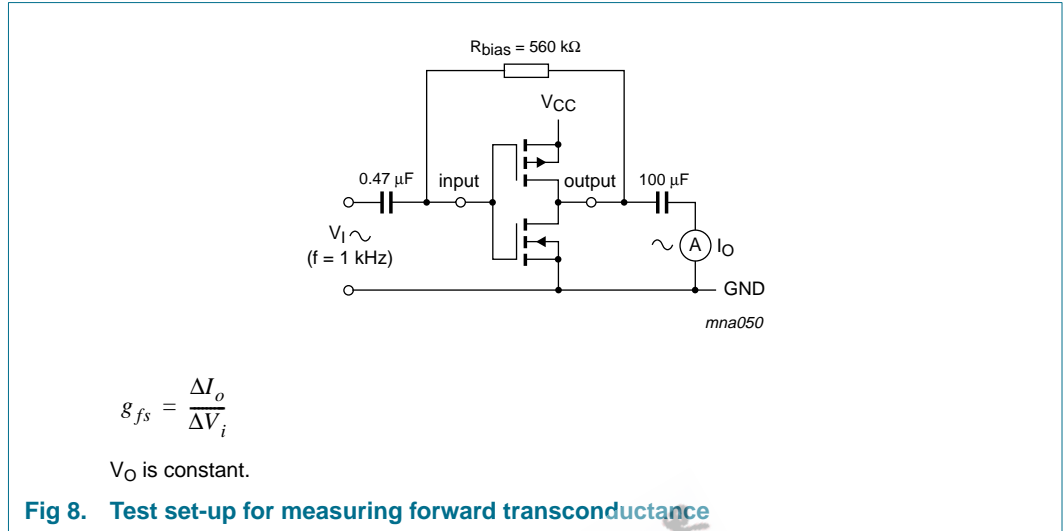 Rbias = 560 kΩ
VCC
0.47 μF
input
output
100 μF
VI
(f = 1 kHz)
A
IO
GND
mna050
gfs = ΔIo
ΔVi
VO is constant.
Fig 8. Test set-up for measuring forward transconductance